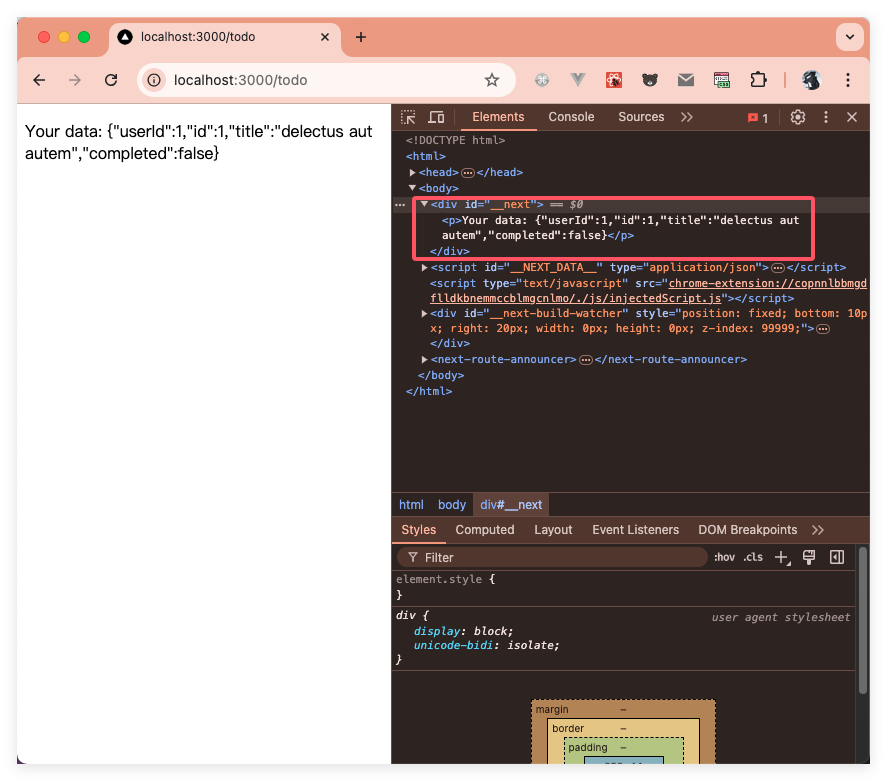 localhost:3000/todo
localhost:3000/todo
Your data: {"userId":1,"id":1,"title":"delectus aut
autem","completed":false}
Elements Console Sources 1
<!DOCTYPE html>
<html>
<head> … </head>
<body>
… <div id="__next"> == $0
<p>Your data: {"userId":1,"id":1,"title":"delectus aut
autem","completed":false}</p>
</div>
<script id="__NEXT_DATA__" type="application/json"> … </script>
<script type="text/javascript" src="chrome-extension://copnnlbbmgd
flldkbnemmccblmgcnlmo/./js/injectedScript.js"></script>
<div id="__next-build-watcher" style="position: fixed; bottom: 10p
x; right: 20px; width: 0px; height: 0px; z-index: 99999;"> …
</div>
<next-route-announcer> … </next-route-announcer>
</body>
</html>
html body div#__next
Styles Computed Layout Event Listeners DOM Breakpoints
Filter :hov .cls
element.style {
}
div { user agent stylesheet
display: block;
unicode-bidi: isolate;
}
margin –
border –
padding –